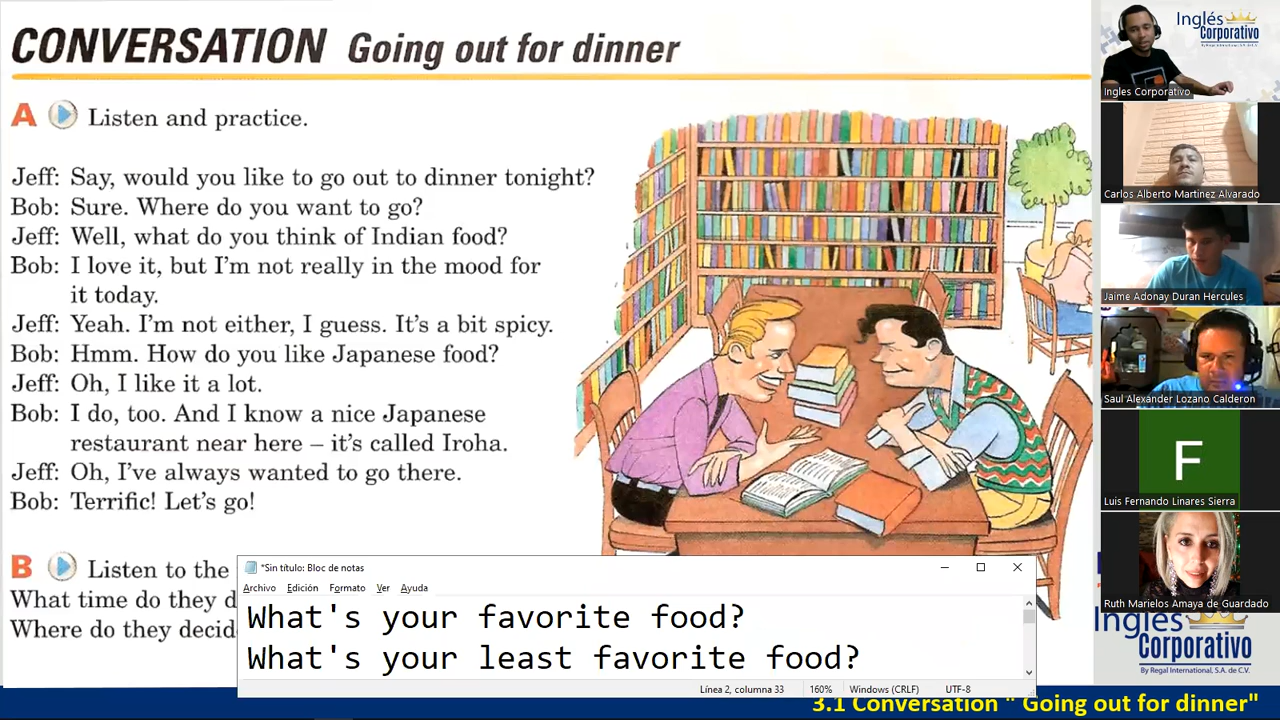 CONVERSATION Going out for dinner
A Listen and practice.
Jeff: Say, would you like to go out to dinner tonight?
Bob: Sure. Where do you want to go?
Jeff: Well, what do you think of Indian food?
Bob: I love it, but I'm not really in the mood for
it today.
Jeff: Yeah. I'm not either, I guess. It's a bit spicy.
Bob: Hmm. How do you like Japanese food?
Jeff: Oh, I like it a lot.
Bob: I do, too. And I know a nice Japanese
restaurant near here – it's called Iroha.
Jeff: Oh, I've always wanted to go there.
Bob: Terrific! Let's go!
B Listen to the
What time do they d
Where do they decid
*Sin título: Bloc de notas
Archivo Edición Formato Ver Ayuda
What's your favorite food?
What's your least favorite food?
Línea 2, columna 33 160% Windows (CRLF) UTF-8
Inglés
Corporativo
By Regal International, S.A. de C.V.
Ingles Corporativo
Carlos Alberto Martinez Alvarado
Jaime Adonay Duran Hercules
Saul Alexander Lozano Calderon
F
Luis Fernando Linares Sierra
Ruth Marielos Amaya de Guardado
Inglés
Corporativo
By Regal International, S.A. de C.V.
3.1 Conversation " Going out for dinner"